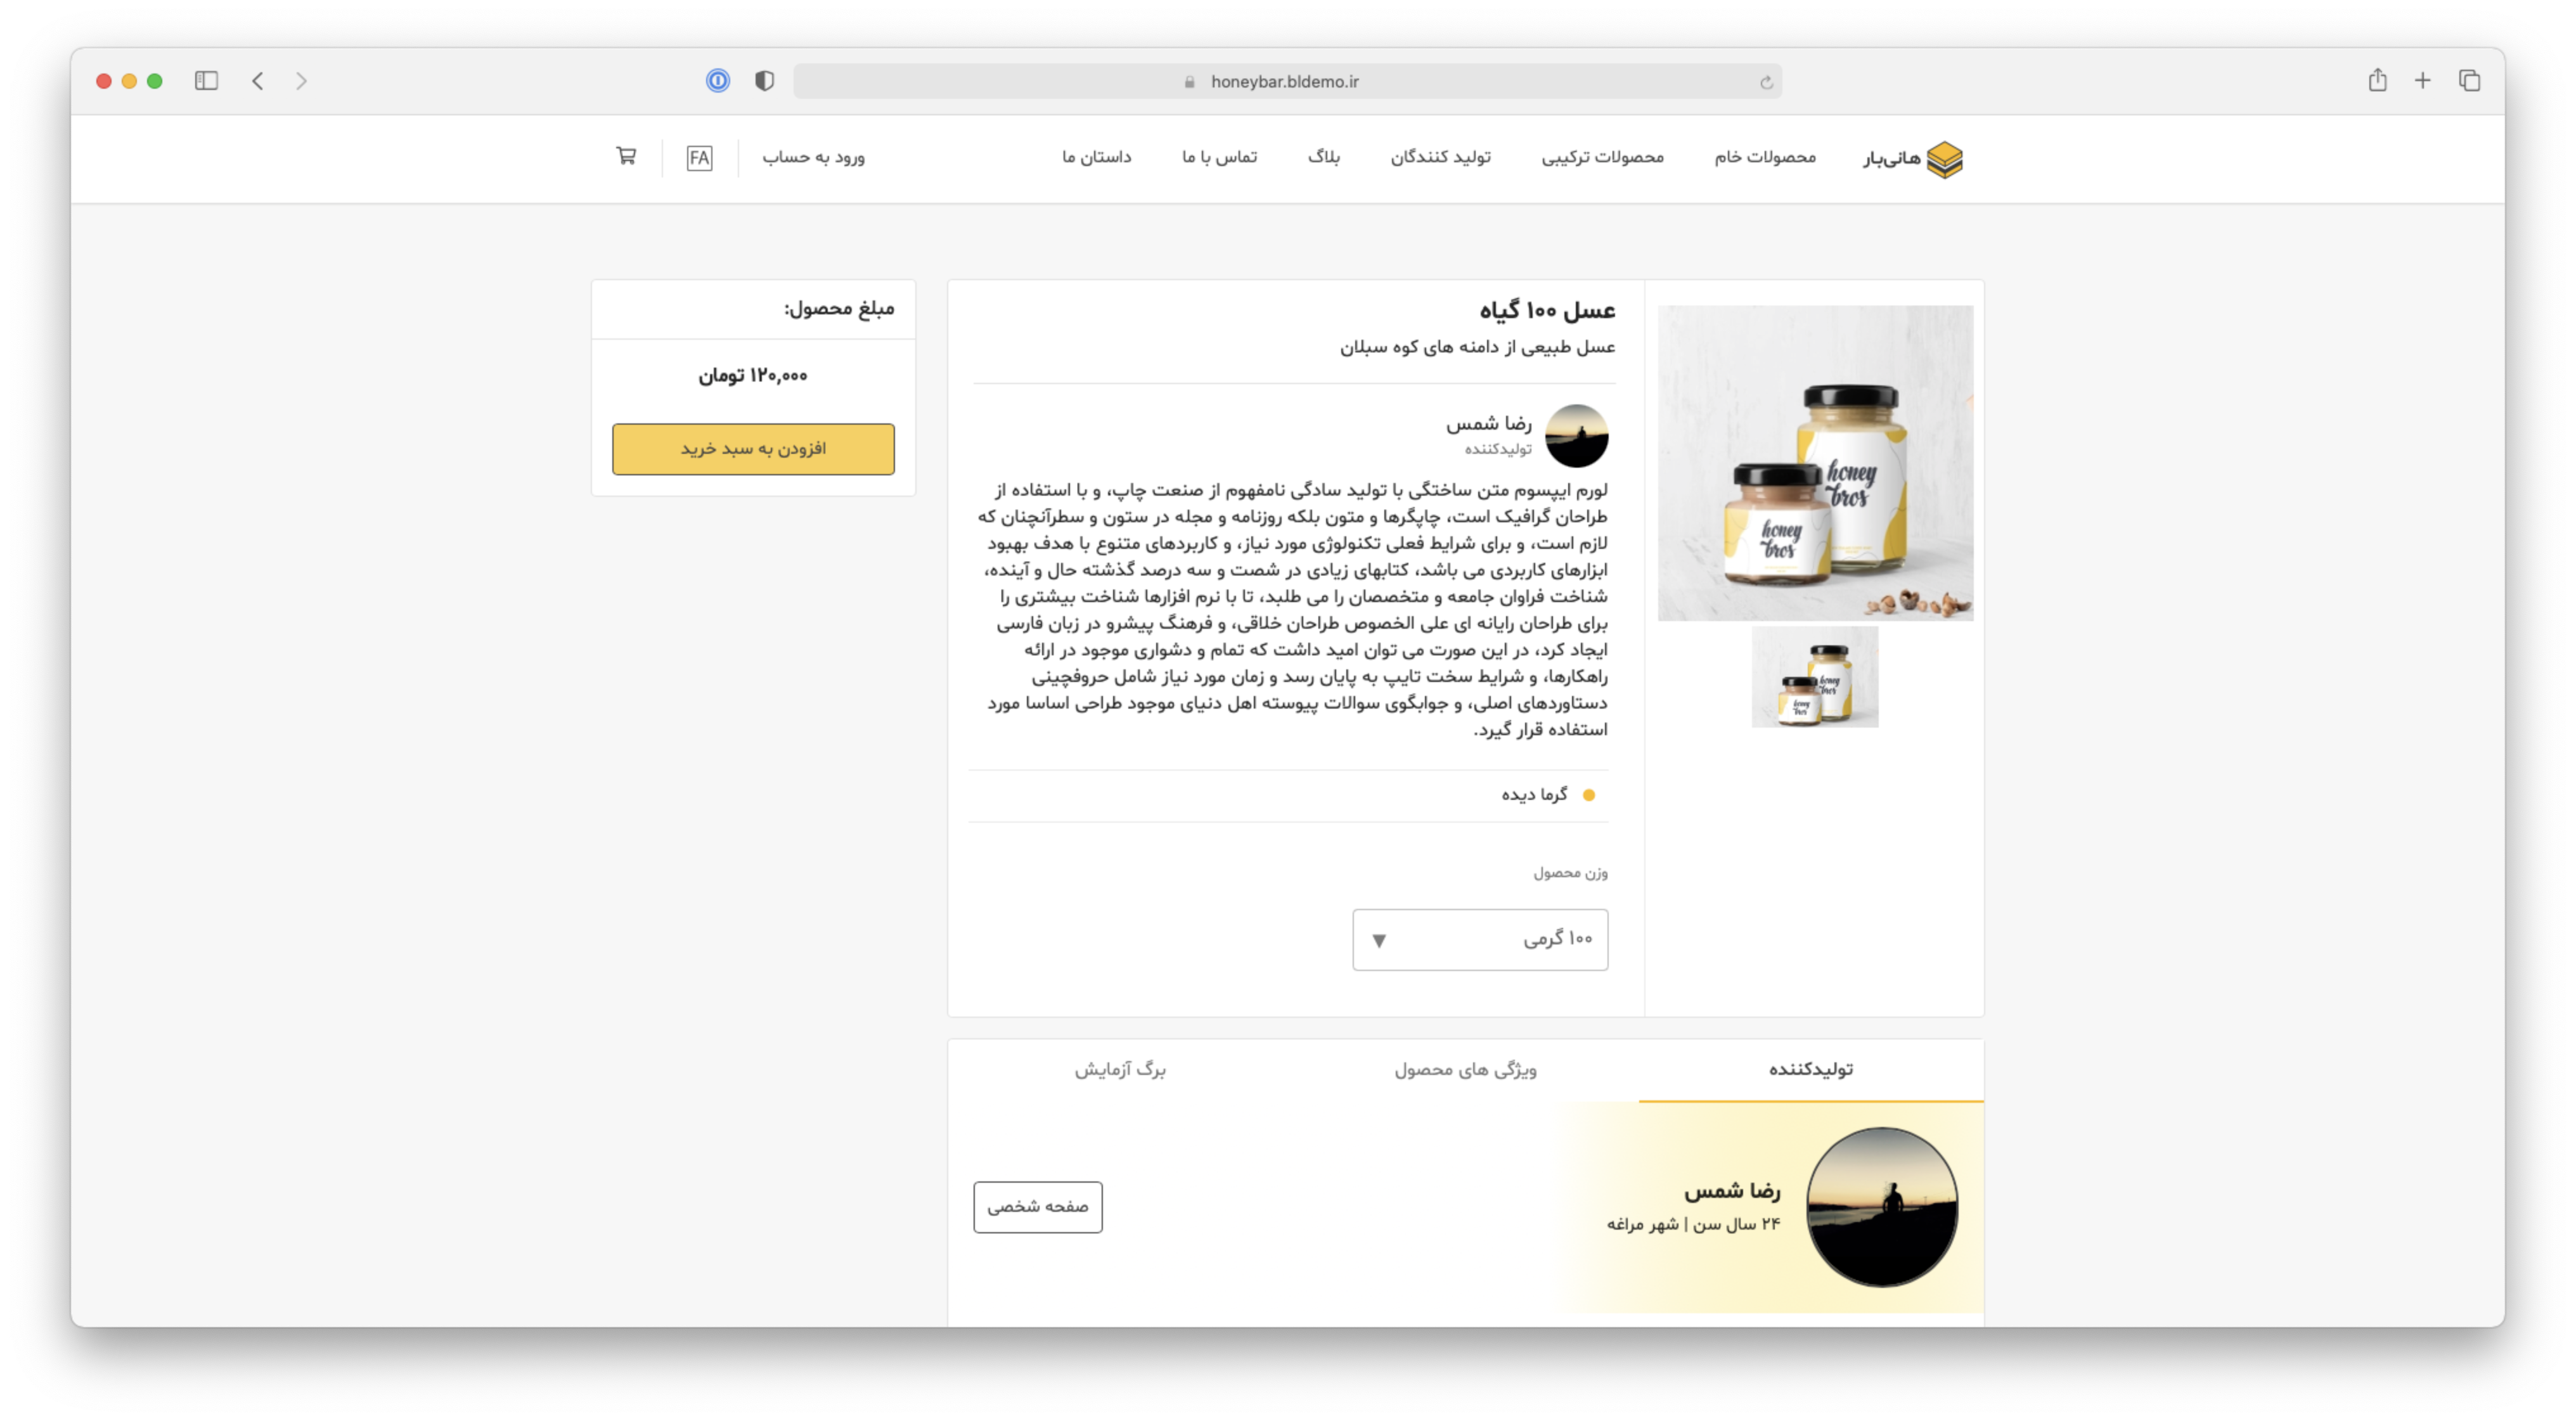 honeybar.bldemo.ir
هانی‌بار
محصولات خام
محصولات ترکیبی
تولید کنندگان
بلاگ
تماس با ما
داستان ما
ورود به حساب
FA
honey
bros
honey
bros
honey
bros
honey
bros
عسل ۱۰۰ گیاه
عسل طبیعی از دامنه های کوه سبلان
رضا شمس
تولیدکننده
لورم ایپسوم متن ساختگی با تولید سادگی نامفهوم از صنعت چاپ، و با استفاده از
طراحان گرافیک است، چاپگرها و متون بلکه روزنامه و مجله در ستون و سطرآنچنان که
لازم است، و برای شرایط فعلی تکنولوژی مورد نیاز، و کاربردهای متنوع با هدف بهبود
ابزارهای کاربردی می باشد، کتابهای زیادی در شصت و سه درصد گذشته حال و آینده،
شناخت فراوان جامعه و متخصصان را می طلبد، تا با نرم افزارها شناخت بیشتری را
برای طراحان رایانه ای علی الخصوص طراحان خلاقی، و فرهنگ پیشرو در زبان فارسی
ایجاد کرد، در این صورت می توان امید داشت که تمام و دشواری موجود در ارائه
راهکارها، و شرایط سخت تایپ به پایان رسد و زمان مورد نیاز شامل حروفچینی
دستاوردهای اصلی، و جوابگوی سوالات پیوسته اهل دنیای موجود طراحی اساسا مورد
استفاده قرار گیرد.
گرما دیده
وزن محصول
۱۰۰ گرمی
مبلغ محصول:
۱۲۰,۰۰۰ تومان
افزودن به سبد خرید
تولیدکننده
ویژگی های محصول
برگ آزمایش
رضا شمس
۲۴ سال سن | شهر مراغه
صفحه شخصی